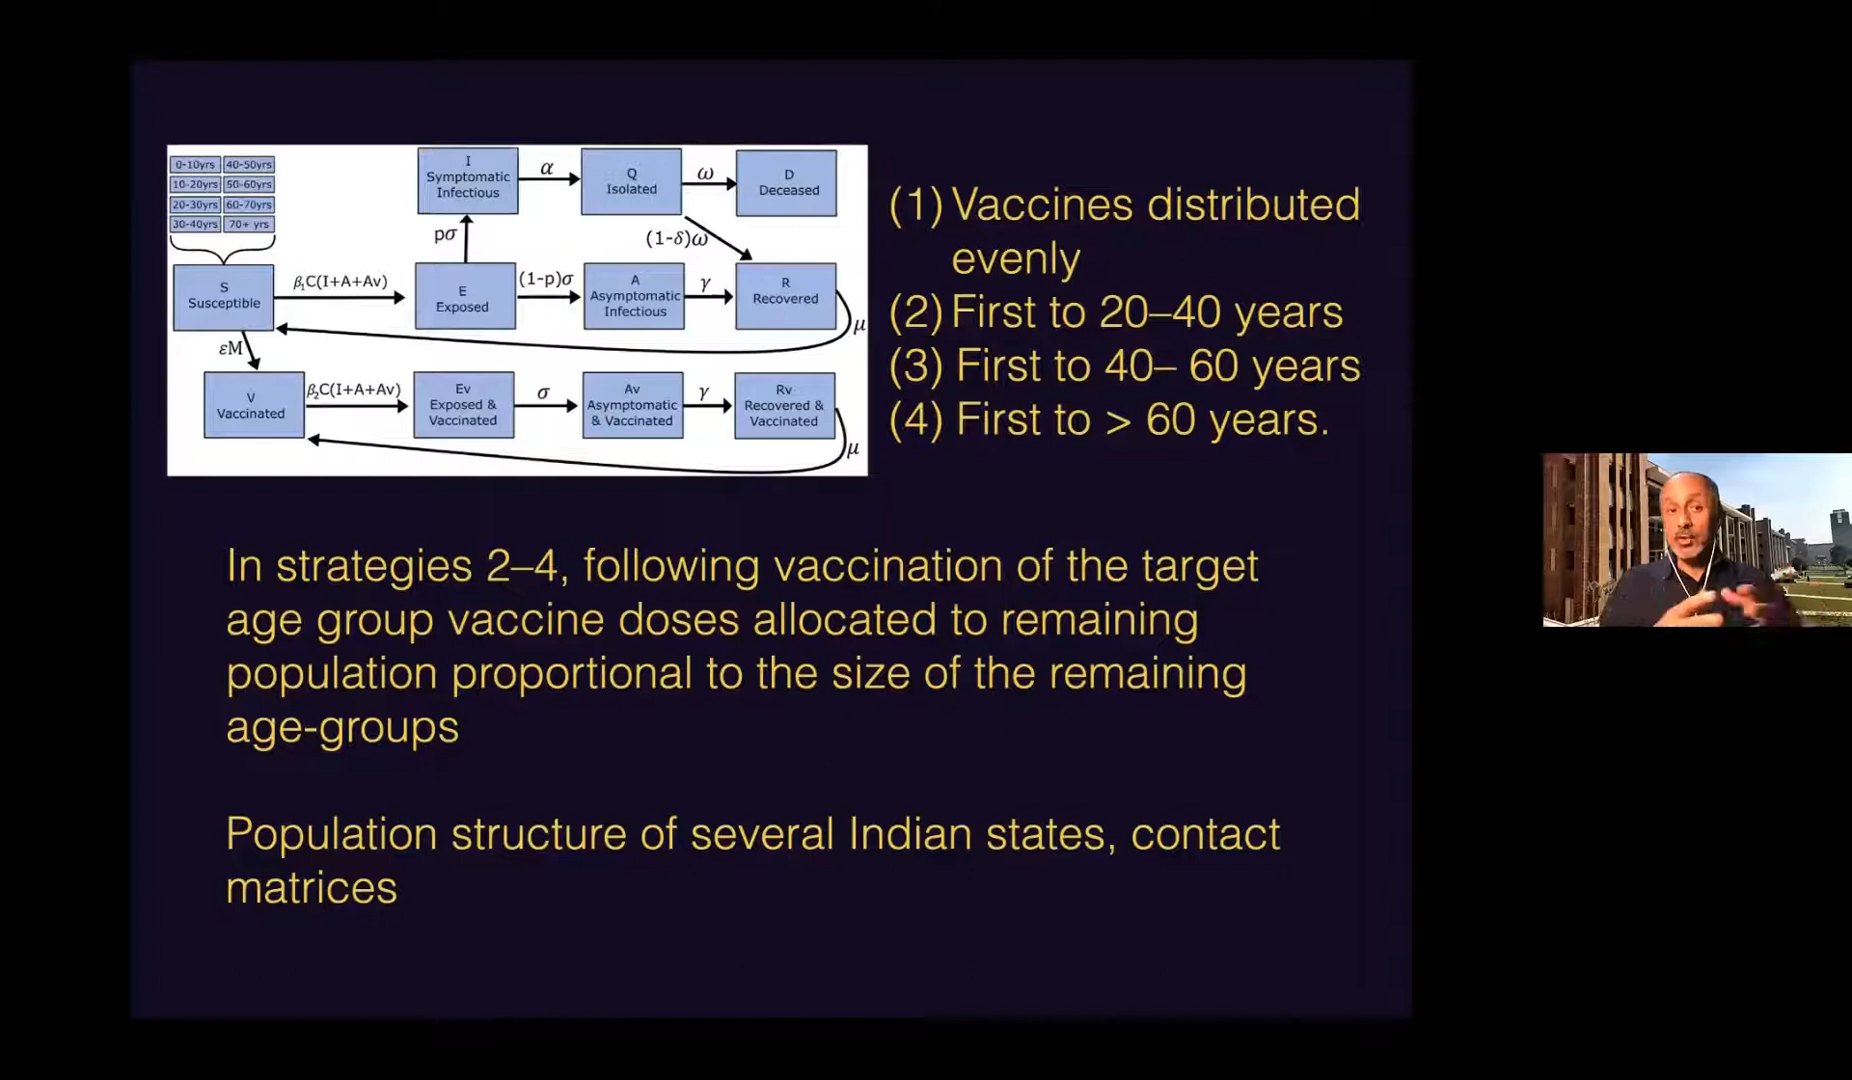 0-10yrs 40-50yrs
10-20yrs 50-60yrs
20-30yrs 60-70yrs
30-40yrs 70+ yrs
I
Symptomatic
Infectious
α
Q
Isolated
ω
D
Deceased
pσ
(1-δ)ω
S
Susceptible
β₁C(I+A+Av)
E
Exposed
(1-p)σ
A
Asymptomatic
Infectious
γ
R
Recovered
μ
εM
V
Vaccinated
β₂C(I+A+Av)
Ev
Exposed &
Vaccinated
σ
Av
Asymptomatic
& Vaccinated
γ
Rv
Recovered &
Vaccinated
μ
(1) Vaccines distributed
evenly
(2) First to 20–40 years
(3) First to 40– 60 years
(4) First to > 60 years.
In strategies 2–4, following vaccination of the target
age group vaccine doses allocated to remaining
population proportional to the size of the remaining
age-groups
Population structure of several Indian states, contact
matrices